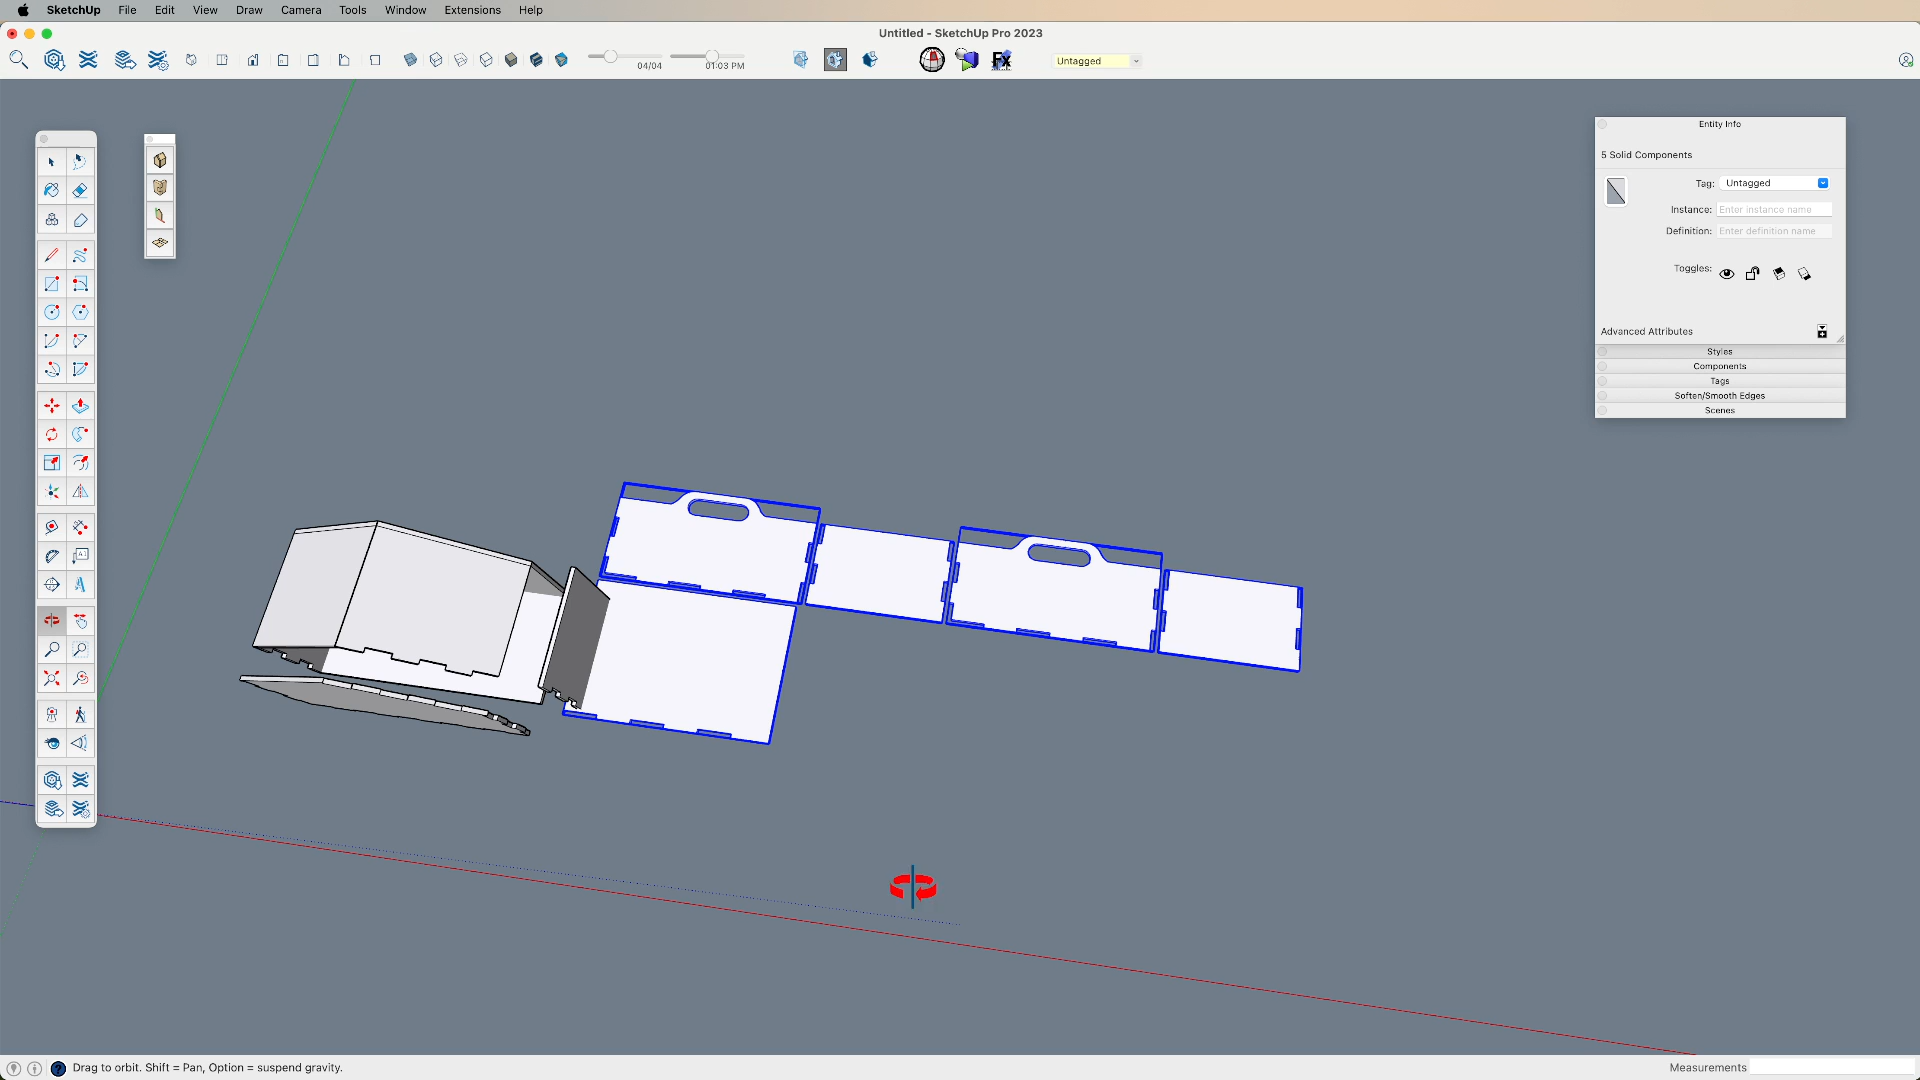 SketchUp File Edit View Draw Camera Tools Window Extensions Help
Untitled - SketchUp Pro 2023
04/04
01:03 PM
Untagged
Entity Info
5 Solid Components
Tag: Untagged
Instance: Enter instance name
Definition: Enter definition name
Toggles:
Advanced Attributes
Styles
Components
Tags
Soften/Smooth Edges
Scenes
Drag to orbit. Shift = Pan, Option = suspend gravity.
Measurements